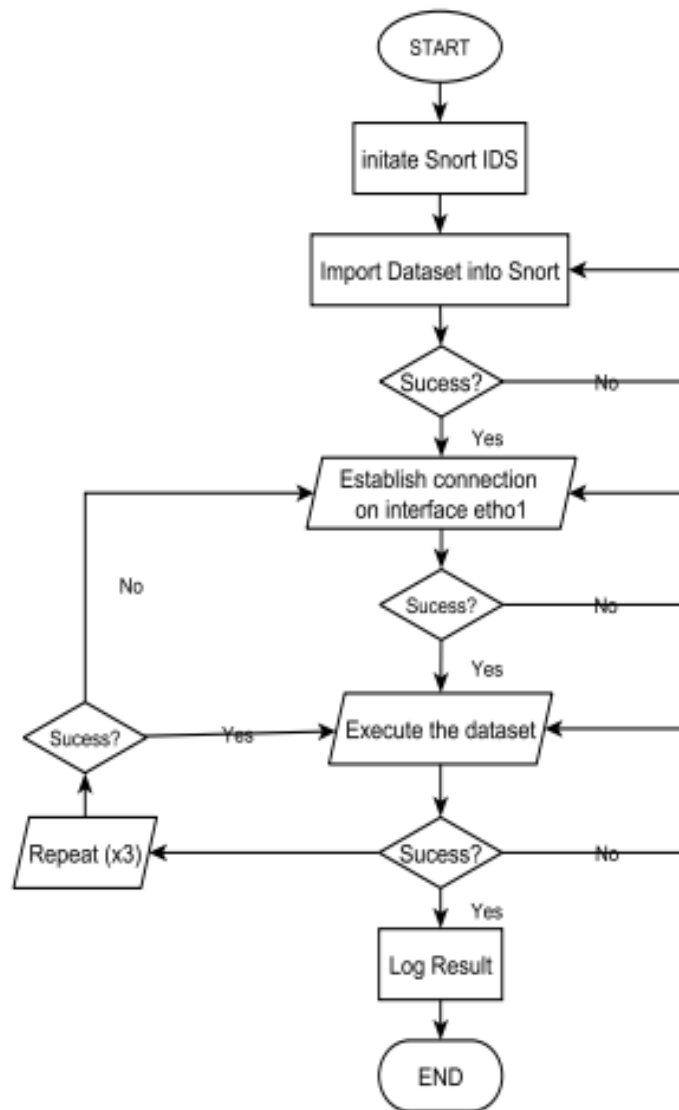 START
initate Snort IDS
Import Dataset into Snort
Sucess?
No
Yes
Establish connection
on interface etho1
No
Sucess?
No
Yes
Sucess?
Yes
Execute the dataset
Repeat (x3)
Sucess?
No
Yes
Log Result
END